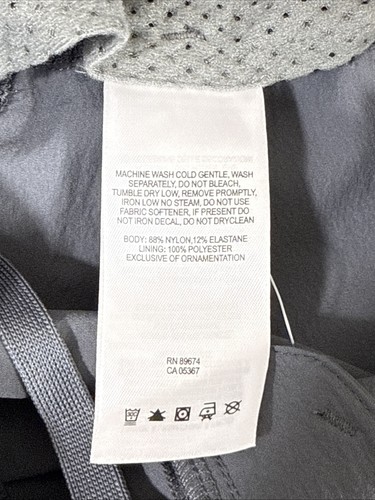 MACHINE WASH COLD GENTLE, WASH
SEPARATELY, DO NOT BLEACH,
TUMBLE DRY LOW, REMOVE PROMPTLY,
IRON LOW NO STEAM, DO NOT USE
FABRIC SOFTENER, IF PRESENT DO
NOT IRON DECAL, DO NOT DRYCLEAN
BODY: 88% NYLON,12% ELASTANE
LINING: 100% POLYESTER
EXCLUSIVE OF ORNAMENTATION
RN 89674
CA 05367